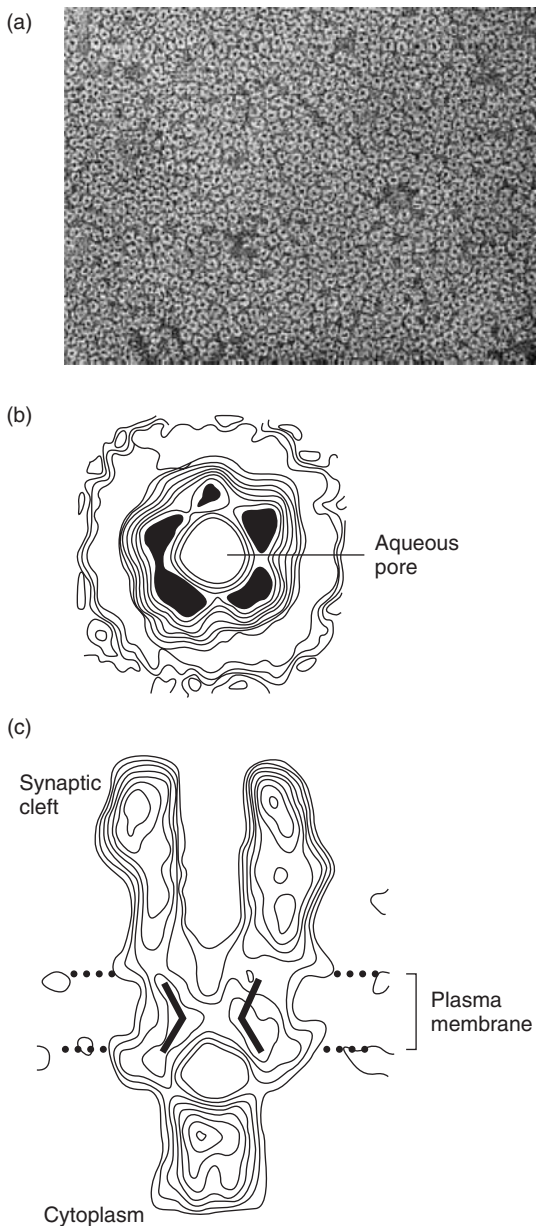 (a)
(b)
Aqueous
pore
(c)
Synaptic
cleft
Plasma
membrane
Cytoplasm